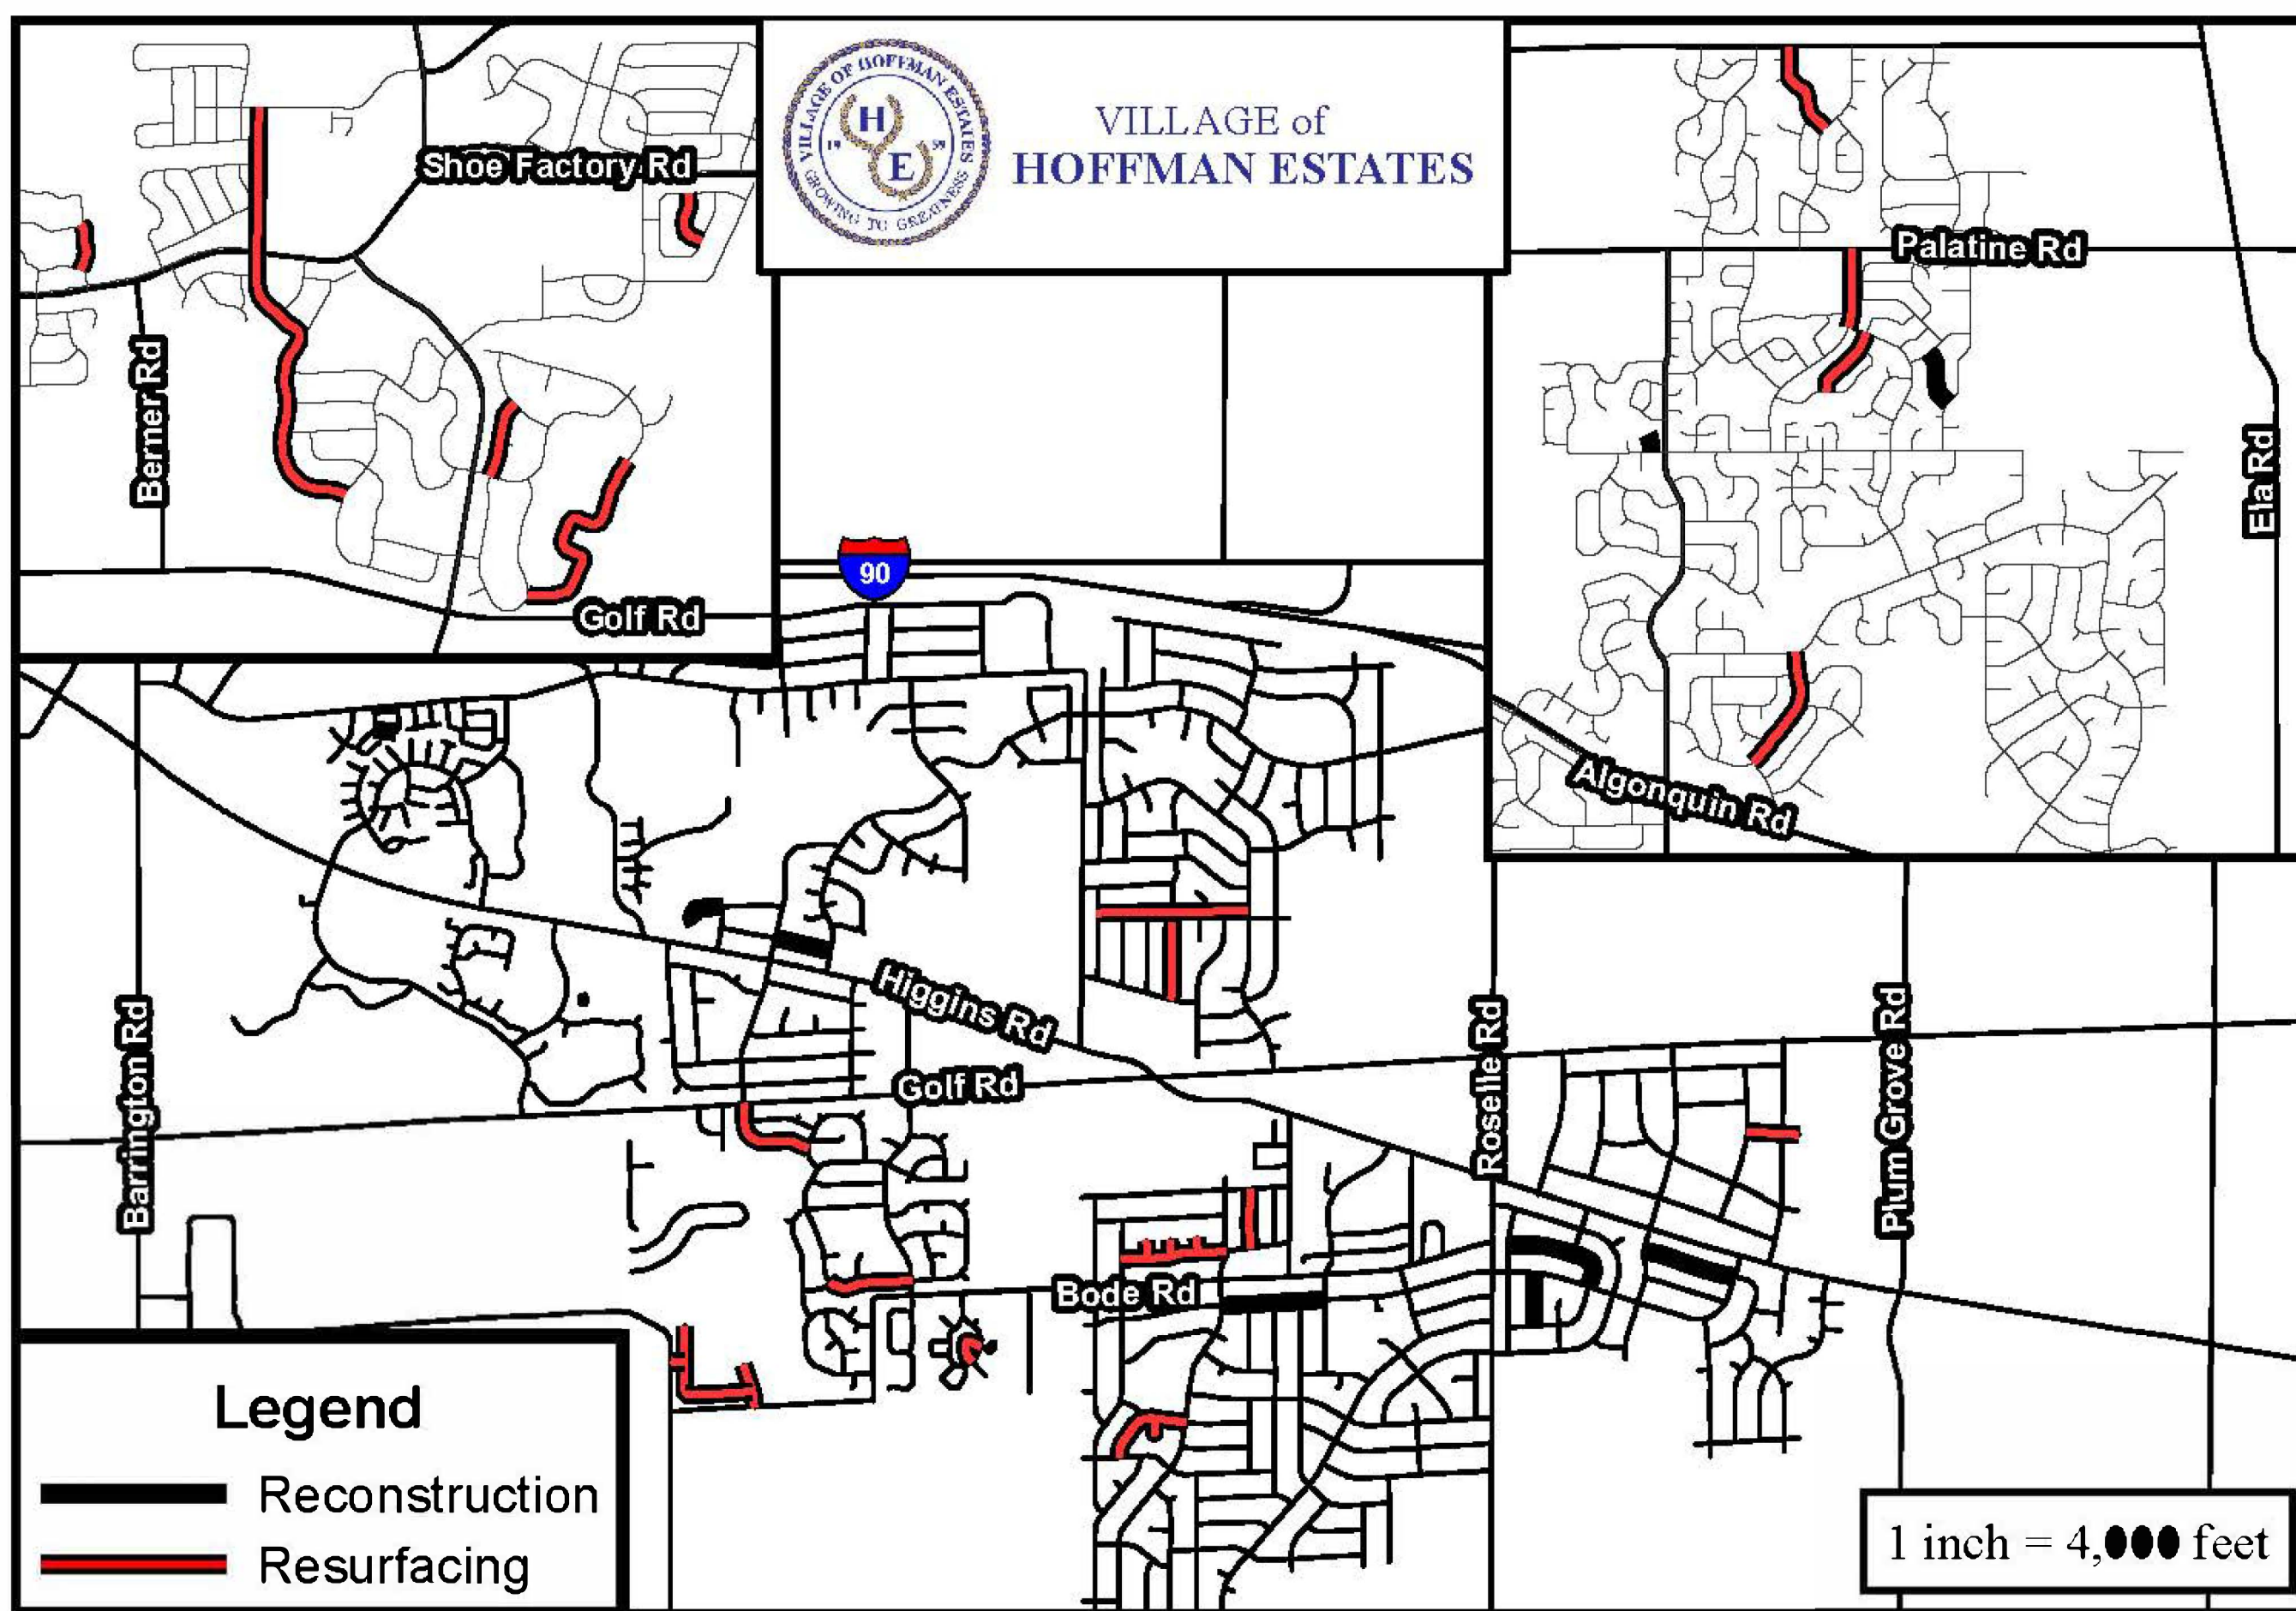 VILLAGE OF HOFFMAN ESTATES
H
19 59
E
GROWING TO GREATNESS
VILLAGE of
HOFFMAN ESTATES
Shoe Factory Rd
Palatine Rd
Berner Rd
Ela Rd
90
Golf Rd
Algonquin Rd
Higgins Rd
Barrington Rd
Golf Rd
Roselle Rd
Plum Grove Rd
Bode Rd
Legend
Reconstruction
Resurfacing
1 inch = 4,000 feet